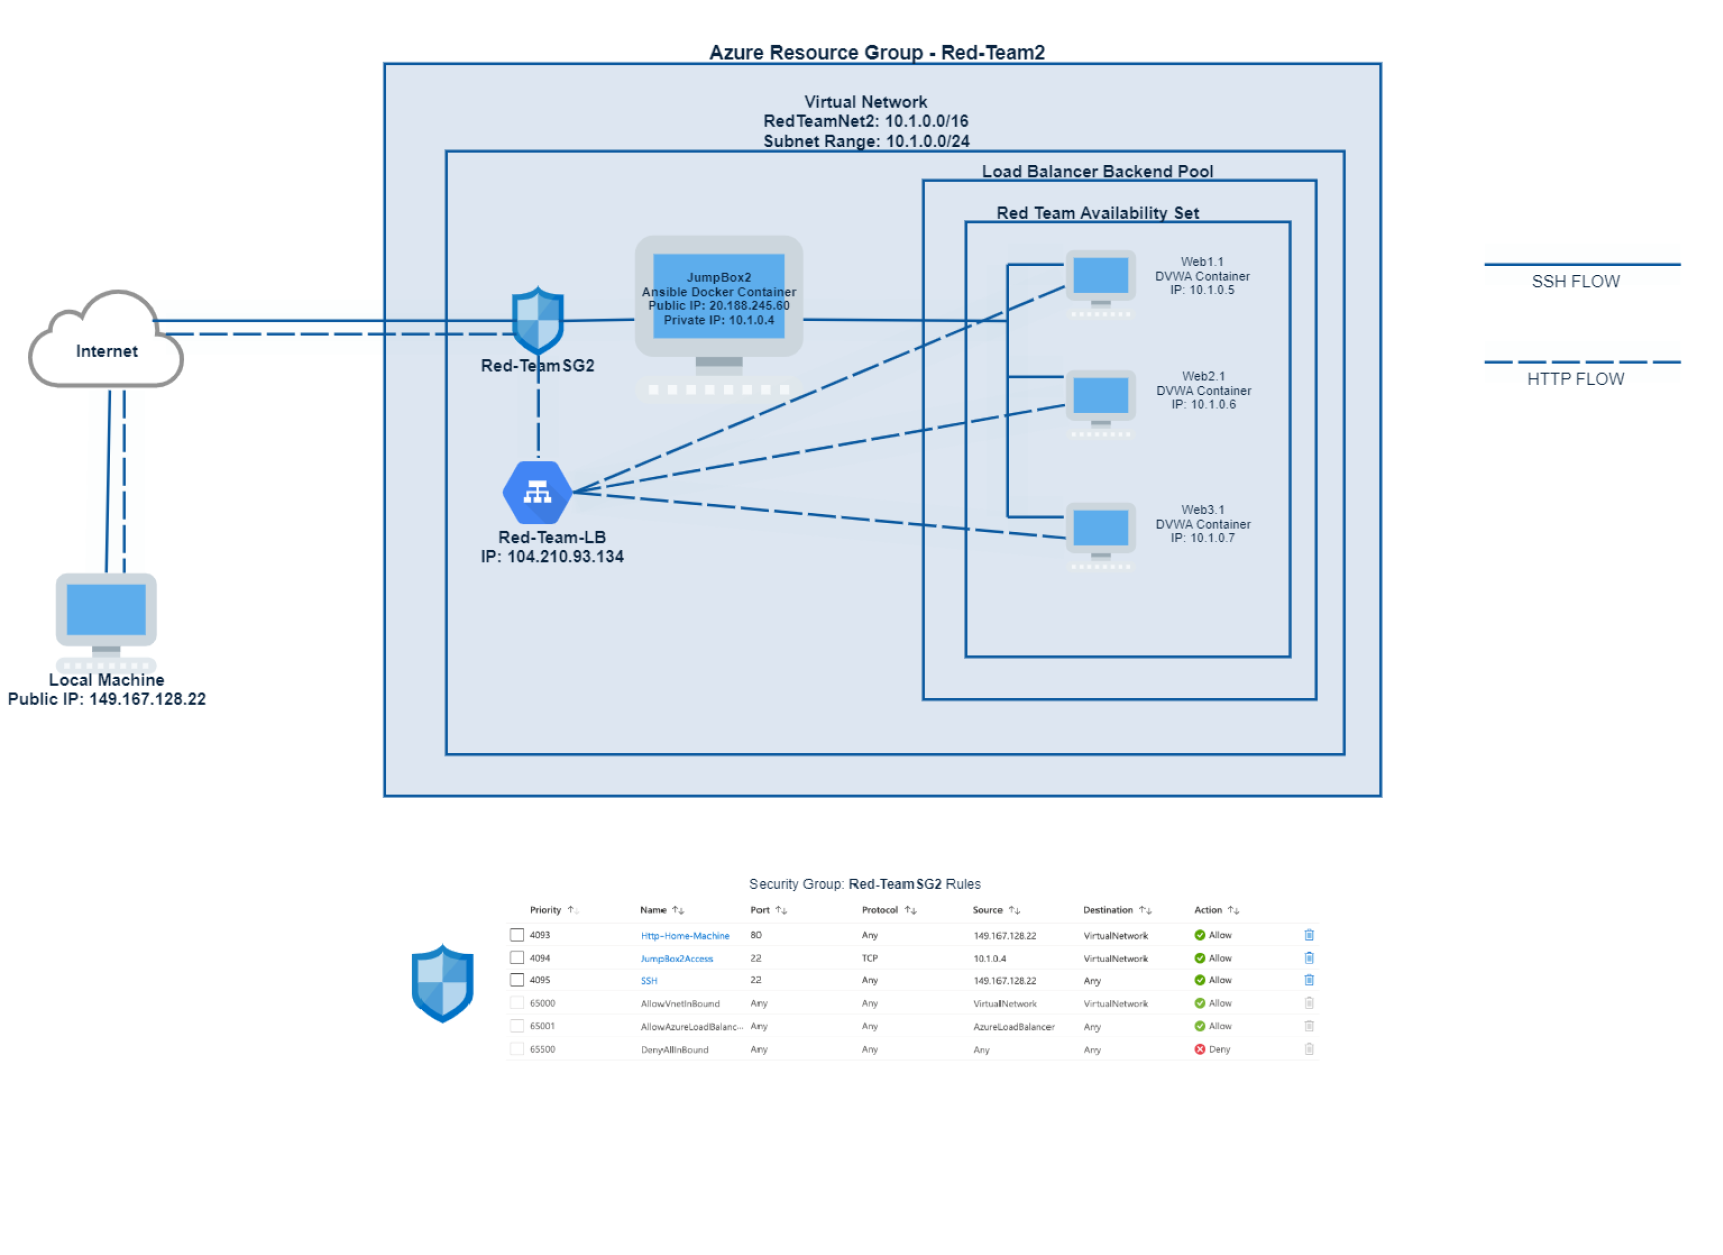 Azure Resource Group - Red-Team2
Virtual Network
RedTeamNet2: 10.1.0.0/16
Subnet Range: 10.1.0.0/24
Load Balancer Backend Pool
Red Team Availability Set
JumpBox2
Ansible Docker Container
Public IP: 20.188.245.60
Private IP: 10.1.0.4
Web1.1
DVWA Container
IP: 10.1.0.5
Web2.1
DVWA Container
IP: 10.1.0.6
Web3.1
DVWA Container
IP: 10.1.0.7
SSH FLOW
HTTP FLOW
Internet
Red-TeamSG2
Red-Team-LB
IP: 104.210.93.134
Local Machine
Public IP: 149.167.128.22
Security Group: Red-TeamSG2 Rules
Priority Name Port Protocol Source Destination Action
4093 Http-Home-Machine 80 Any 149.167.128.22 VirtualNetwork Allow
4094 JumpBox2Access 22 TCP 10.1.0.4 VirtualNetwork Allow
4095 SSH 22 Any 149.167.128.22 Any Allow
65000 AllowVnetInBound Any Any VirtualNetwork VirtualNetwork Allow
65001 AllowAzureLoadBalanc... Any Any AzureLoadBalancer Any Allow
65500 DenyAllInBound Any Any Any Any Deny